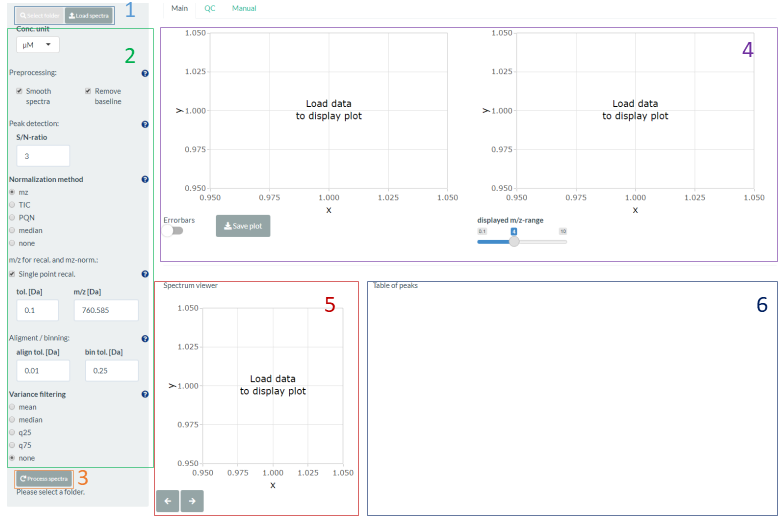 Select folder
Load spectra
1
Main
QC
Manual
Conc. unit
2
µM
Preprocessing:
?
Smooth
spectra
Remove
baseline
Peak detection:
?
S/N-ratio
3
Normalization method
?
mz
TIC
PQN
median
none
m/z for recal. and mz-norm.:
Single point recal.
?
tol. [Da]
m/z [Da]
0.1
760.585
Aligment / binning:
?
align tol. [Da]
bin tol. [Da]
0.01
0.25
Variance filtering
?
mean
median
q25
q75
none
Process spectra
3
Please select a folder.
4
1.050
1.025
1.000
0.975
0.950
y
Load data
to display plot
0.950
0.975
1.000
1.025
1.050
x
1.050
1.025
1.000
0.975
0.950
y
Load data
to display plot
0.950
0.975
1.000
1.025
1.050
x
Errorbars
Save plot
displayed m/z-range
0.1
4
10
Spectrum viewer
5
1.050
1.025
1.000
0.975
0.950
y
Load data
to display plot
0.950
0.975
1.000
1.025
1.050
x
Table of peaks
6